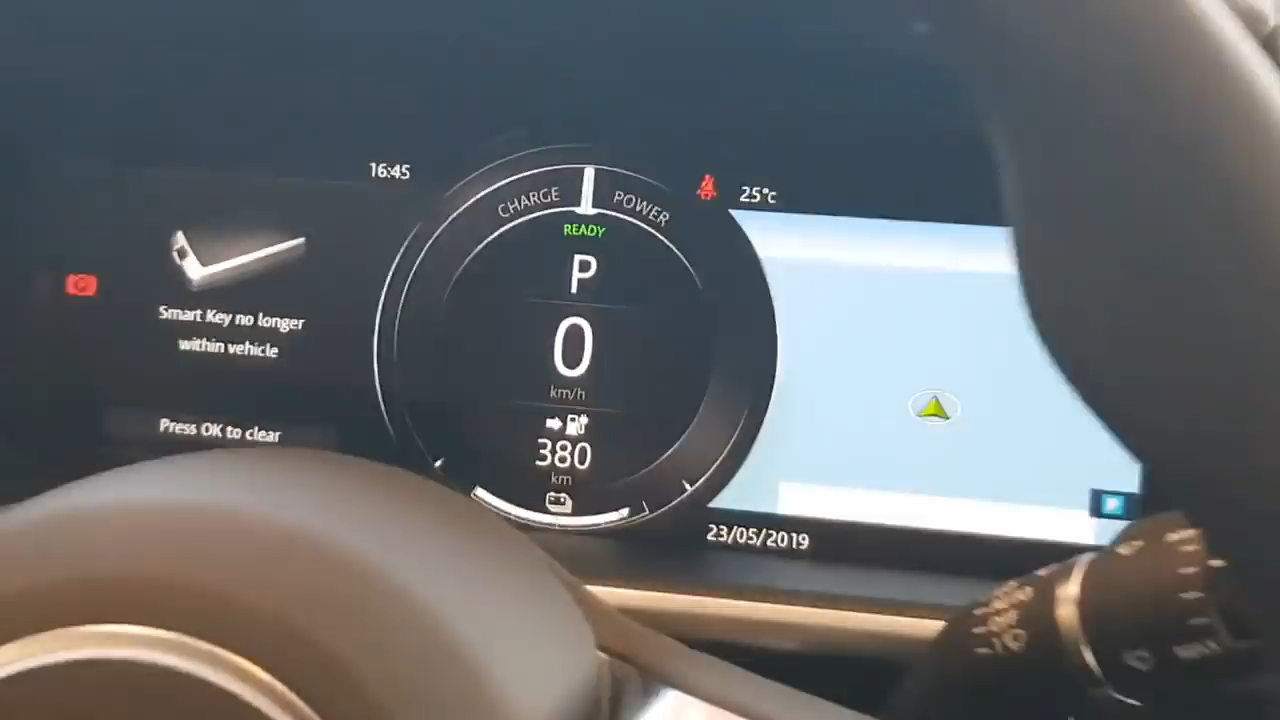 16:45
Smart Key no longer
within vehicle
Press OK to clear
CHARGE
POWER
READY
P
0
km/h
380
km
25°c
P
23/05/2019